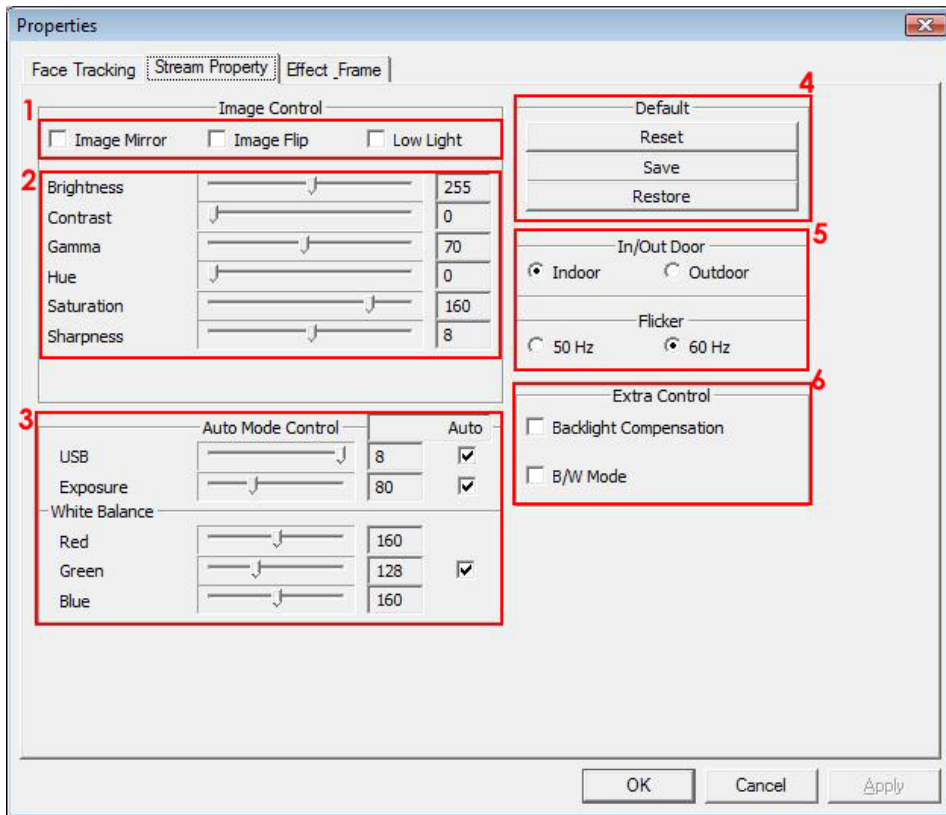 Properties
Face Tracking Stream Property Effect _Frame
1
Image Control
Image Mirror Image Flip Low Light
2
Brightness 255
Contrast 0
Gamma 70
Hue 0
Saturation 160
Sharpness 8
3
Auto Mode Control Auto
USB 8
Exposure 80
White Balance
Red 160
Green 128
Blue 160
4
Default
Reset
Save
Restore
5
In/Out Door
Indoor Outdoor
Flicker
50 Hz 60 Hz
6
Extra Control
Backlight Compensation
B/W Mode
OK Cancel Apply